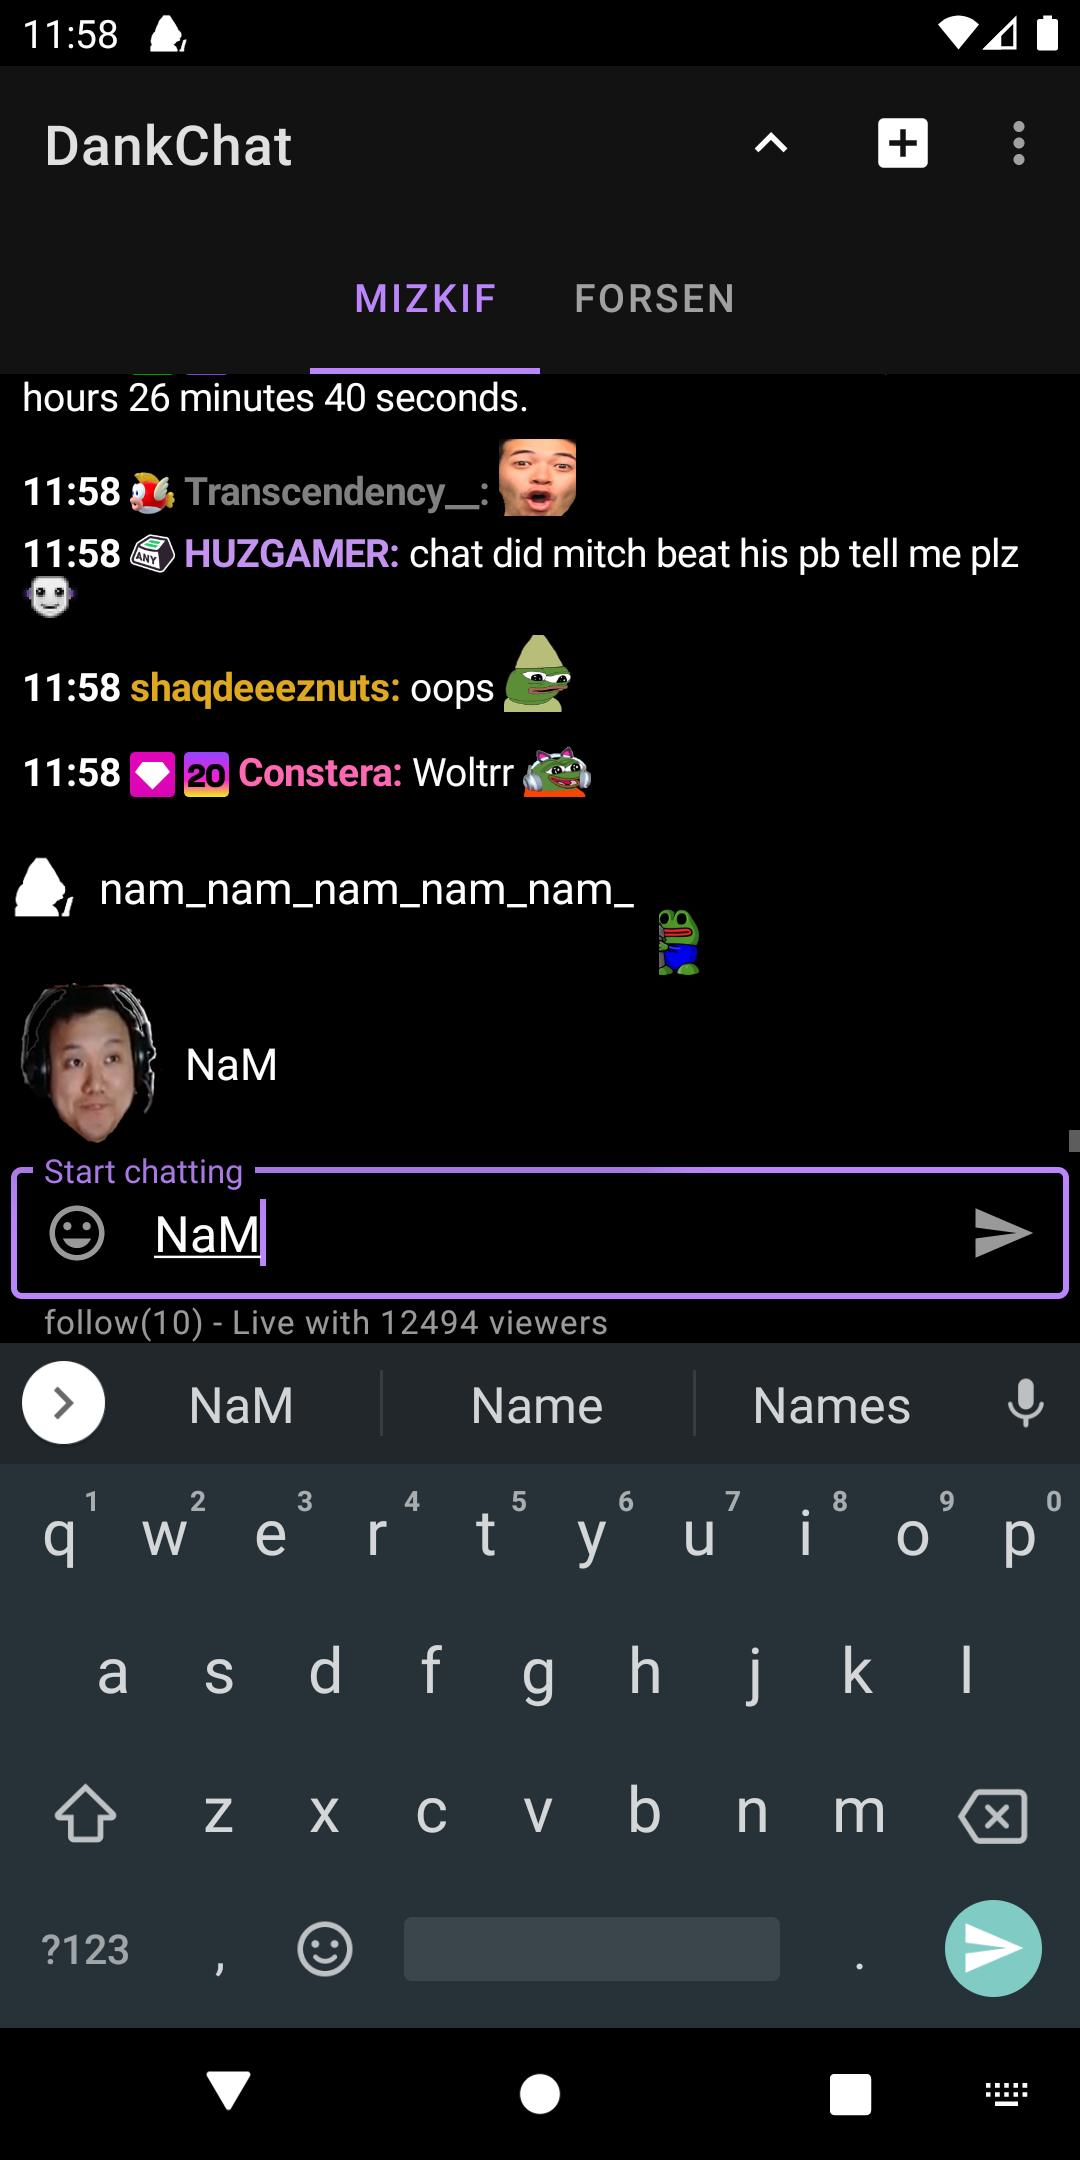 11:58
DankChat
MIZKIF FORSEN
hours 26 minutes 40 seconds.
11:58 Transcendency__:
11:58 ANY HUZGAMER: chat did mitch beat his pb tell me plz
11:58 shaqdeeeznuts: oops
11:58 20 Constera: Woltrr
nam_nam_nam_nam_nam_
NaM
Start chatting
NaM
follow(10) - Live with 12494 viewers
NaM Name Names
1 2 3 4 5 6 7 8 9 0
q w e r t y u i o p
a s d f g h j k l
z x c v b n m
?123 , .